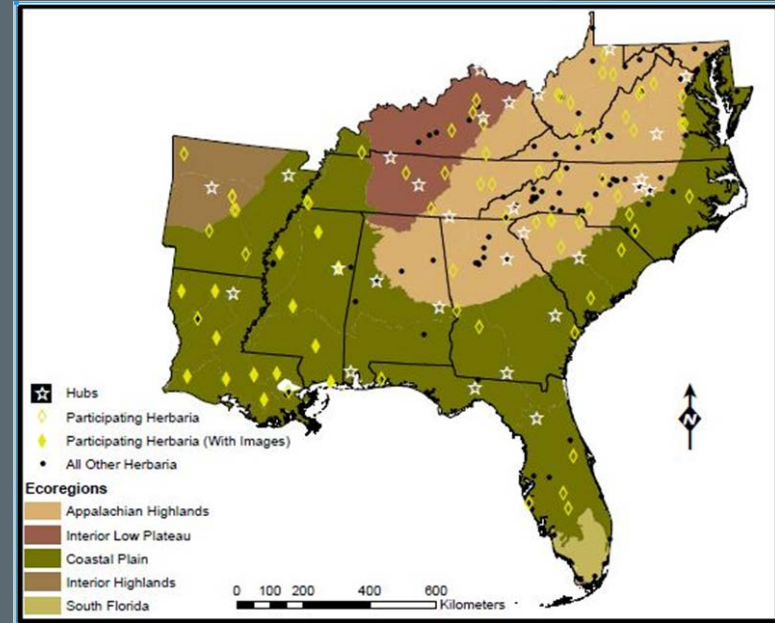 Hubs
Participating Herbaria
Participating Herbaria (With Images)
All Other Herbaria
Ecoregions
Appalachian Highlands
Interior Low Plateau
Coastal Plain
Interior Highlands
South Florida
0 100 200 400 600
Kilometers
N